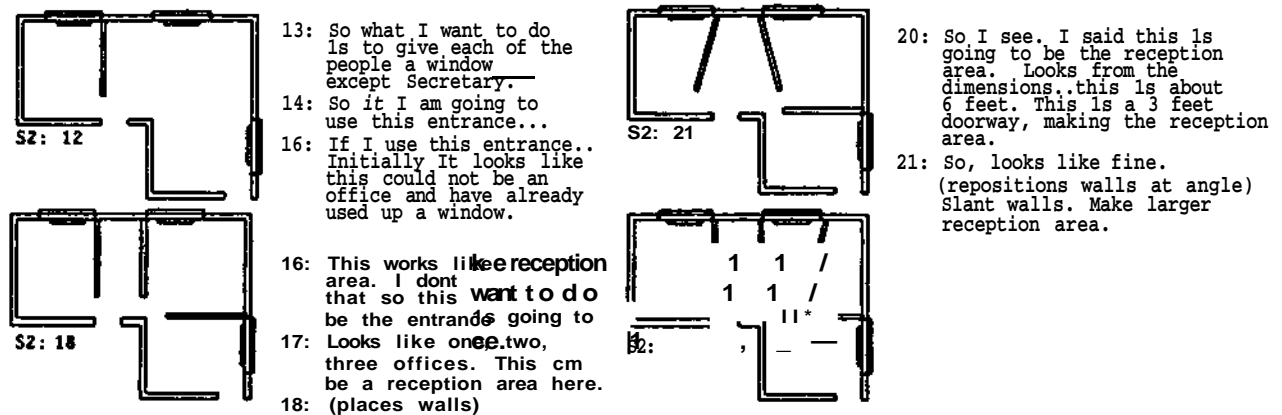 13: So what I want to do
1s to give each of the
people a window
except Secretary.
14: So it I am going to
use this entrance...
16: If I use this entrance..
Initially It looks like
this could not be an
office and have already
used up a window.
S2: 12
16: This works like e reception
area. I dont want to do
that so this is going to
be the entrance.
17: Looks like one, two,
three offices. This cm
be a reception area here.
18: (places walls)
S2: 18
S2: 21
S2:
20: So I see. I said this 1s
going to be the reception
area. Looks from the
dimensions..this 1s about
6 feet. This 1s a 3 feet
doorway, making the reception
area.
21: So, looks like fine.
(repositions walls at angle)
Slant walls. Make larger
reception area.